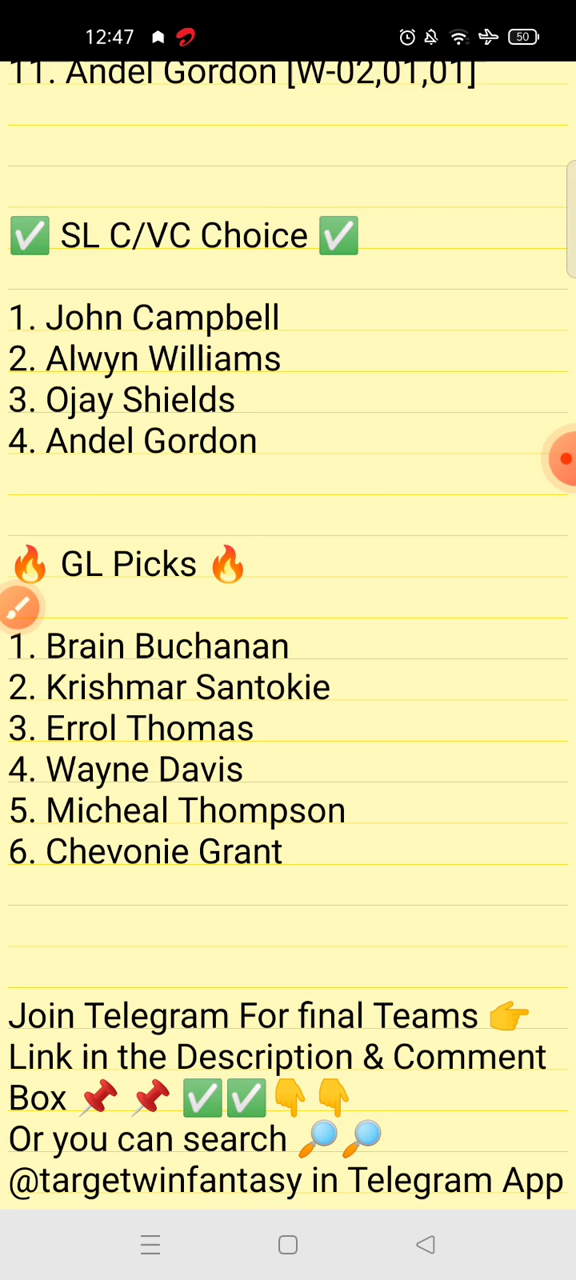 12:47
50
11. Andel Gordon [W-02,01,01]
✅ SL C/VC Choice ✅
1. John Campbell
2. Alwyn Williams
3. Ojay Shields
4. Andel Gordon
🔥 GL Picks 🔥
1. Brain Buchanan
2. Krishmar Santokie
3. Errol Thomas
4. Wayne Davis
5. Micheal Thompson
6. Chevonie Grant
Join Telegram For final Teams 👉
Link in the Description & Comment
Box 📌 📌 ✅✅👇👇
Or you can search 🔎🔎
@targetwinfantasy in Telegram App